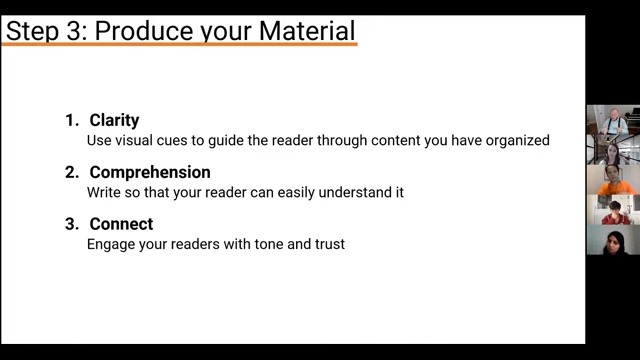 Step 3: Produce your Material
1. Clarity
Use visual cues to guide the reader through content you have organized
2. Comprehension
Write so that your reader can easily understand it
3. Connect
Engage your readers with tone and trust